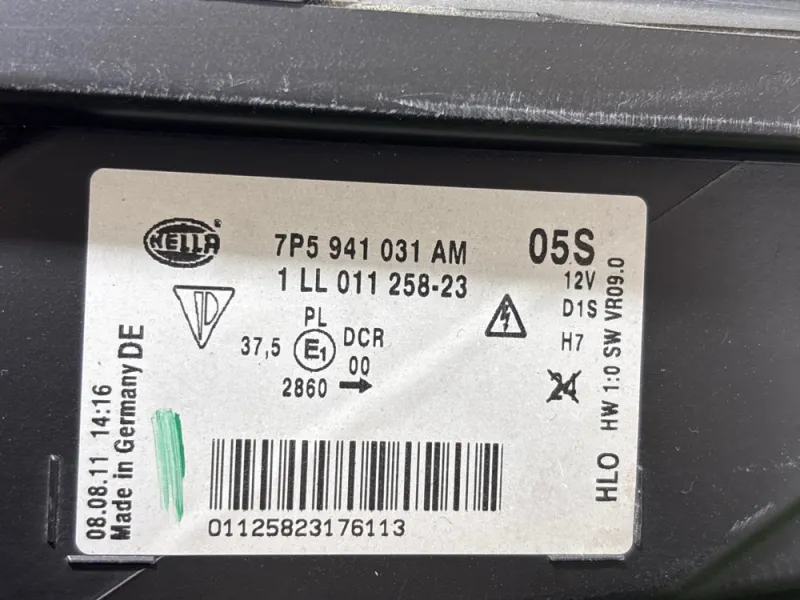 HELLA®
7P5 941 031 AM
05S
1 LL 011 258-23
12V
D1S
H7
24
PL
37,5
E1
DCR
00
2860
HLO HW 1:0 SW VR09.0
08.08.11 14:16
Made in Germany DE
01125823176113